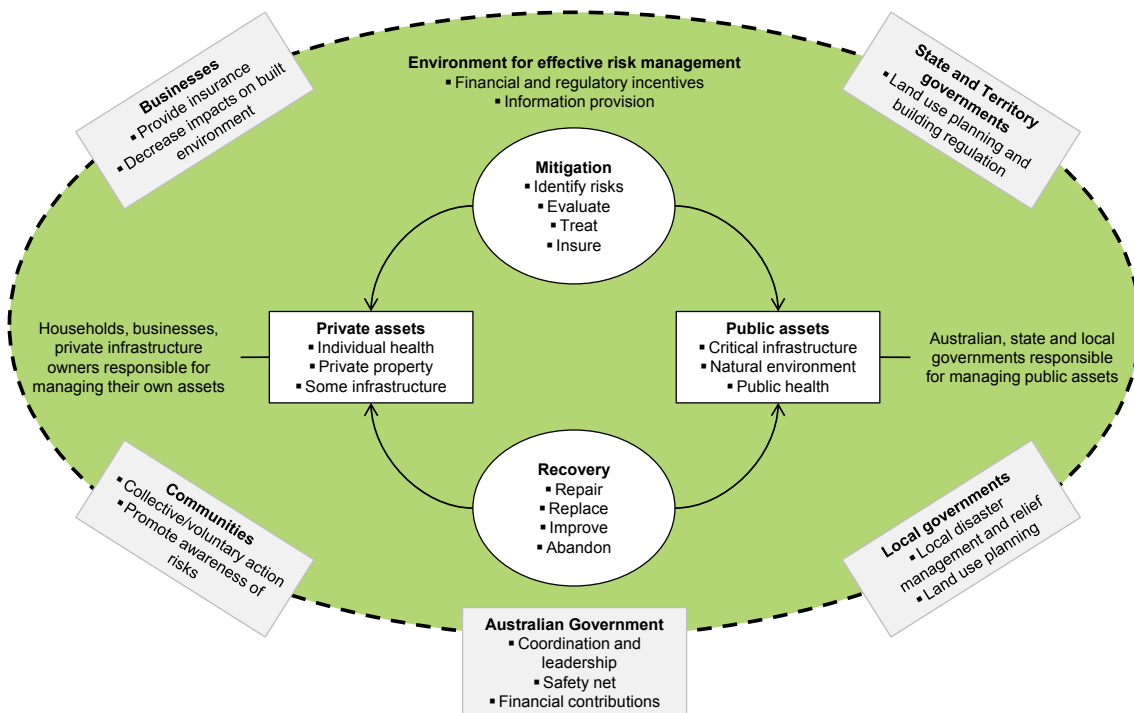 Environment for effective risk management
▪ Financial and regulatory incentives
▪ Information provision
Businesses
▪ Provide insurance
▪ Decrease impacts on built
environment
State and Territory
governments
▪ Land use planning and
building regulation
Mitigation
▪ Identify risks
▪ Evaluate
▪ Treat
▪ Insure
Households, businesses,
private infrastructure
owners responsible for
managing their own assets
Private assets
▪ Individual health
▪ Private property
▪ Some infrastructure
Public assets
▪ Critical infrastructure
▪ Natural environment
▪ Public health
Australian, state and local
governments responsible
for managing public assets
Recovery
▪ Repair
▪ Replace
▪ Improve
▪ Abandon
Communities
▪ Collective/voluntary action
▪ Promote awareness of
risks
Local governments
▪ Local disaster
management and relief
▪ Land use planning
Australian Government
▪ Coordination and
leadership
▪ Safety net
▪ Financial contributions